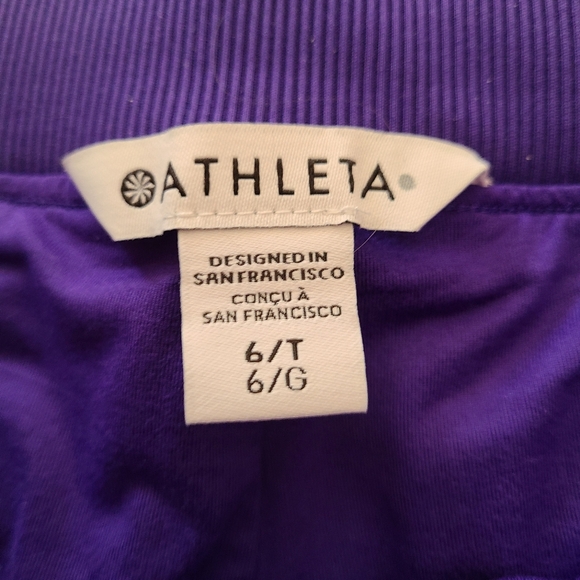 ATHLETA
DESIGNED IN
SAN FRANCISCO
CONÇU À
SAN FRANCISCO
6/T
6/G